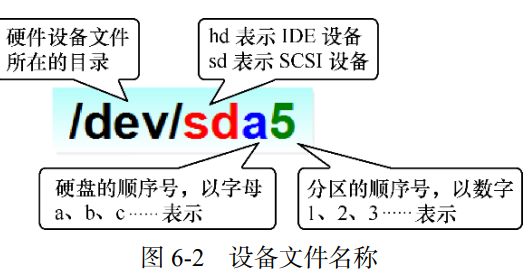 硬件设备文件
所在的目录
hd 表示 IDE 设备
sd 表示 SCSI 设备
/dev/sda5
硬盘的顺序号，以字母
a、b、c……表示
分区的顺序号，以数字
1、2、3……表示
图 6-2 设备文件名称